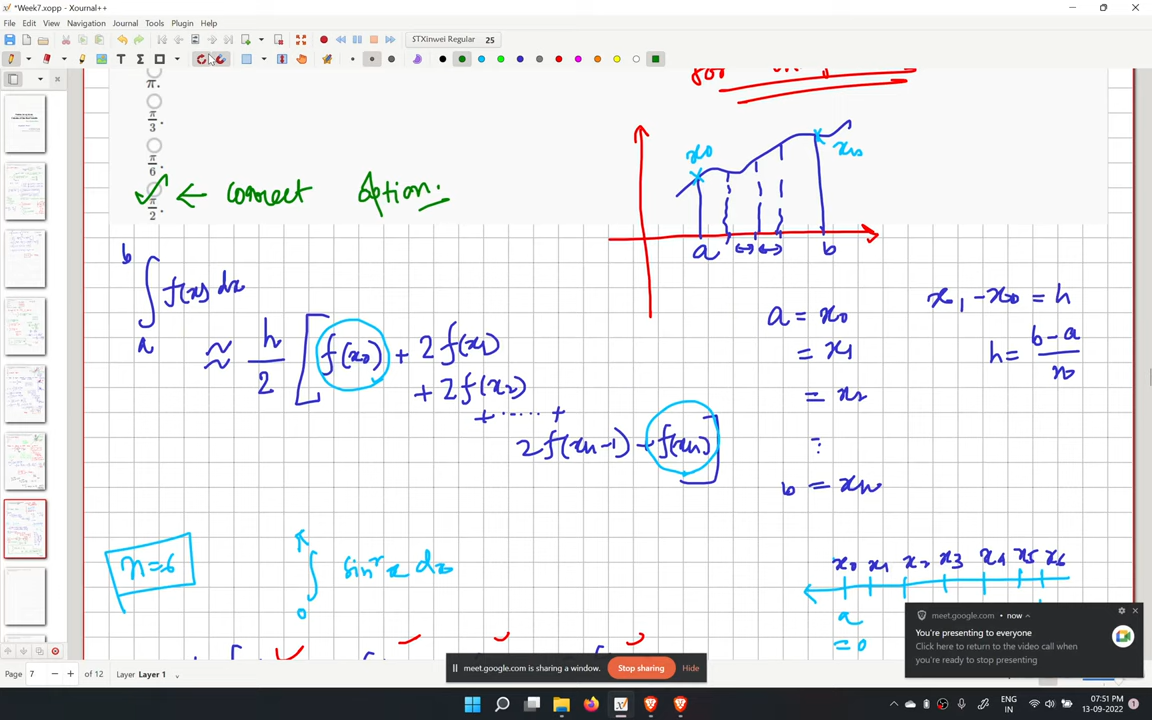 *Week7.xopp - Xournal++
File Edit View Navigation Journal Tools Plugin Help
STXinwei Regular 25
π.
π
3.
π
6
π
2.
✓ ← correct option.
x0
x0
a
b
b
∫ f(x) dx
a
≈ h/2 [ f(x0) + 2f(x1)
+ 2f(x2)
+ ...... +
2f(xn-1) + f(xn) ]
a = x0
= x1
= x2
⋮
b = xn
x1 - x0 = h
h = b-a
n
n=6
π
∫ sin² x dx
0
x0 x1 x2 x3 x4 x5 x6
a
=0
meet.google.com • now
You're presenting to everyone
Click here to return to the video call when
you're ready to stop presenting
meet.google.com is sharing a window. Stop sharing Hide
Page 7 of 12 Layer Layer 1
ENG
IN
07:51 PM
13-09-2022
1